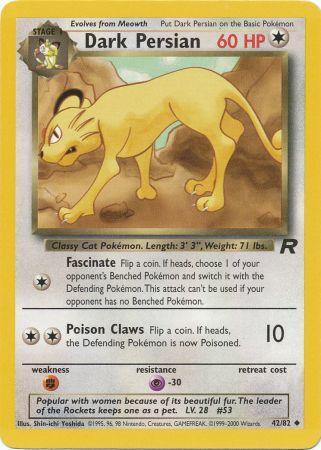 Evolves from Meowth Put Dark Persian on the Basic Pokémon
STAGE 1
Dark Persian 60 HP
Classy Cat Pokémon. Length: 3' 3", Weight: 71 lbs.
R
Fascinate Flip a coin. If heads, choose 1 of your
opponent's Benched Pokémon and switch it with the
Defending Pokémon. This attack can't be used if your
opponent has no Benched Pokémon.
Poison Claws Flip a coin. If heads, 10
the Defending Pokémon is now Poisoned.
weakness resistance retreat cost
-30
Popular with women because of its beautiful fur. The leader
of the Rockets keeps one as a pet. LV. 28 #53
Illus. Shin-ichi Yoshida ©1995, 96, 98 Nintendo, Creatures, GAMEFREAK. ©1999-2000 Wizards. 42/82